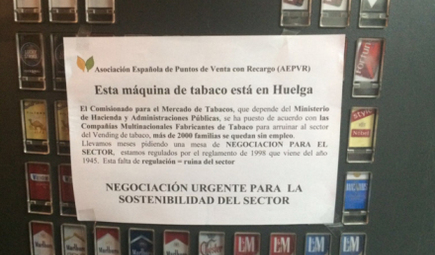 Asociación Española de Puntos de Venta con Recargo (AEPVR)
Esta máquina de tabaco está en Huelga
El Comisionado para el Mercado de Tabacos, que depende del Ministerio
de Hacienda y Administraciones Públicas, se ha puesto de acuerdo con las
Compañías Multinacionales Fabricantes de Tabaco para arruinar al sector
del Vending de tabaco, más de 2000 familias se quedan sin empleo.
Llevamos meses pidiendo una mesa de NEGOCIACION PARA EL
SECTOR, estamos regulados por el reglamento de 1998 que viene del año
1945. Esta falta de regulación = ruina del sector
NEGOCIACIÓN URGENTE PARA LA
SOSTENIBILIDAD DEL SECTOR
Marlboro
Marlboro
Marlboro
L&M
L&M
L&M
L&M